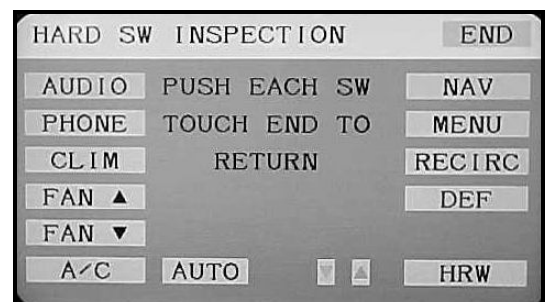 HARD SW INSPECTION END
AUDIO PUSH EACH SW NAV
PHONE TOUCH END TO MENU
CLIM RETURN RECIRC
FAN ▲ DEF
FAN ▼
A/C AUTO ▼ ▲ HRW